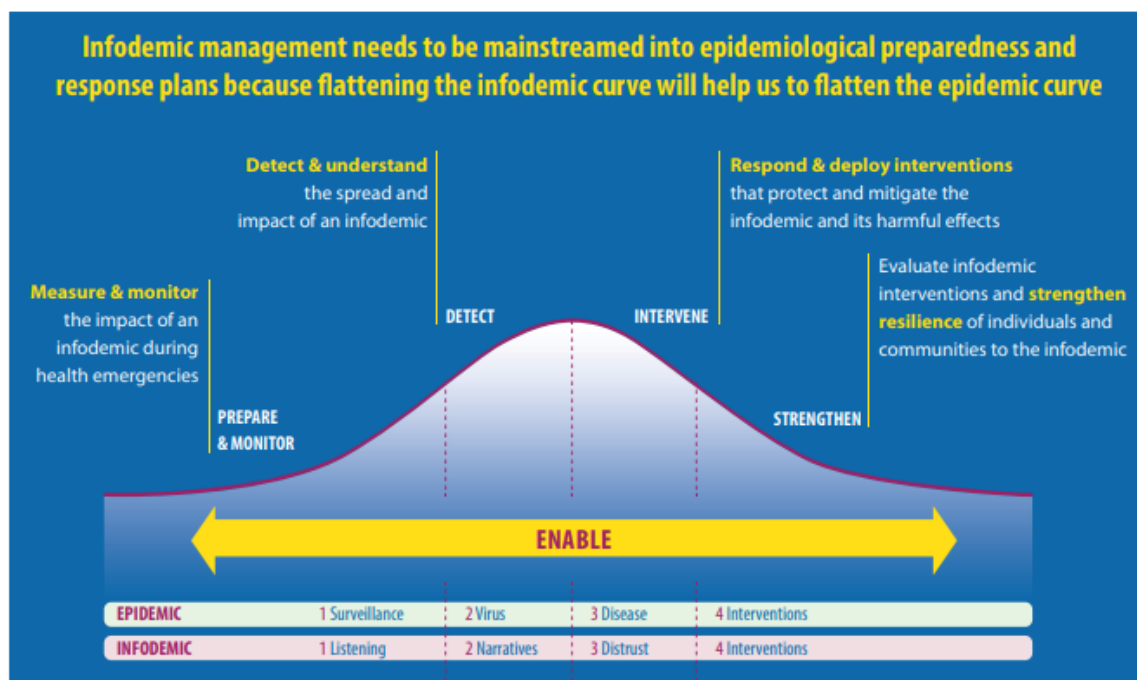 Infodemic management needs to be mainstreamed into epidemiological preparedness and
response plans because flattening the infodemic curve will help us to flatten the epidemic curve
Detect & understand
the spread and
impact of an infodemic
Respond & deploy interventions
that protect and mitigate the
infodemic and its harmful effects
Measure & monitor
the impact of an
infodemic during
health emergencies
Evaluate infodemic
interventions and strengthen
resilience of individuals and
communities to the infodemic
DETECT
INTERVENE
PREPARE
& MONITOR
STRENGTHEN
ENABLE
EPIDEMIC 1 Surveillance 2 Virus 3 Disease 4 Interventions
INFODEMIC 1 Listening 2 Narratives 3 Distrust 4 Interventions